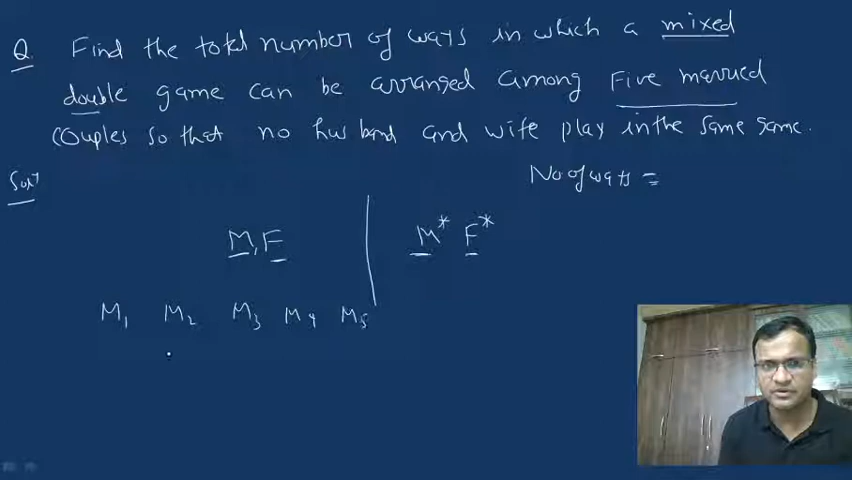 Q. Find the total number of ways in which a mixed
double game can be arranged among Five married
couples so that no husband and wife play in the same same.
Sol^n
No of ways =
M, F | M* F*
M₁ M₂ M₃ M₄ M₅